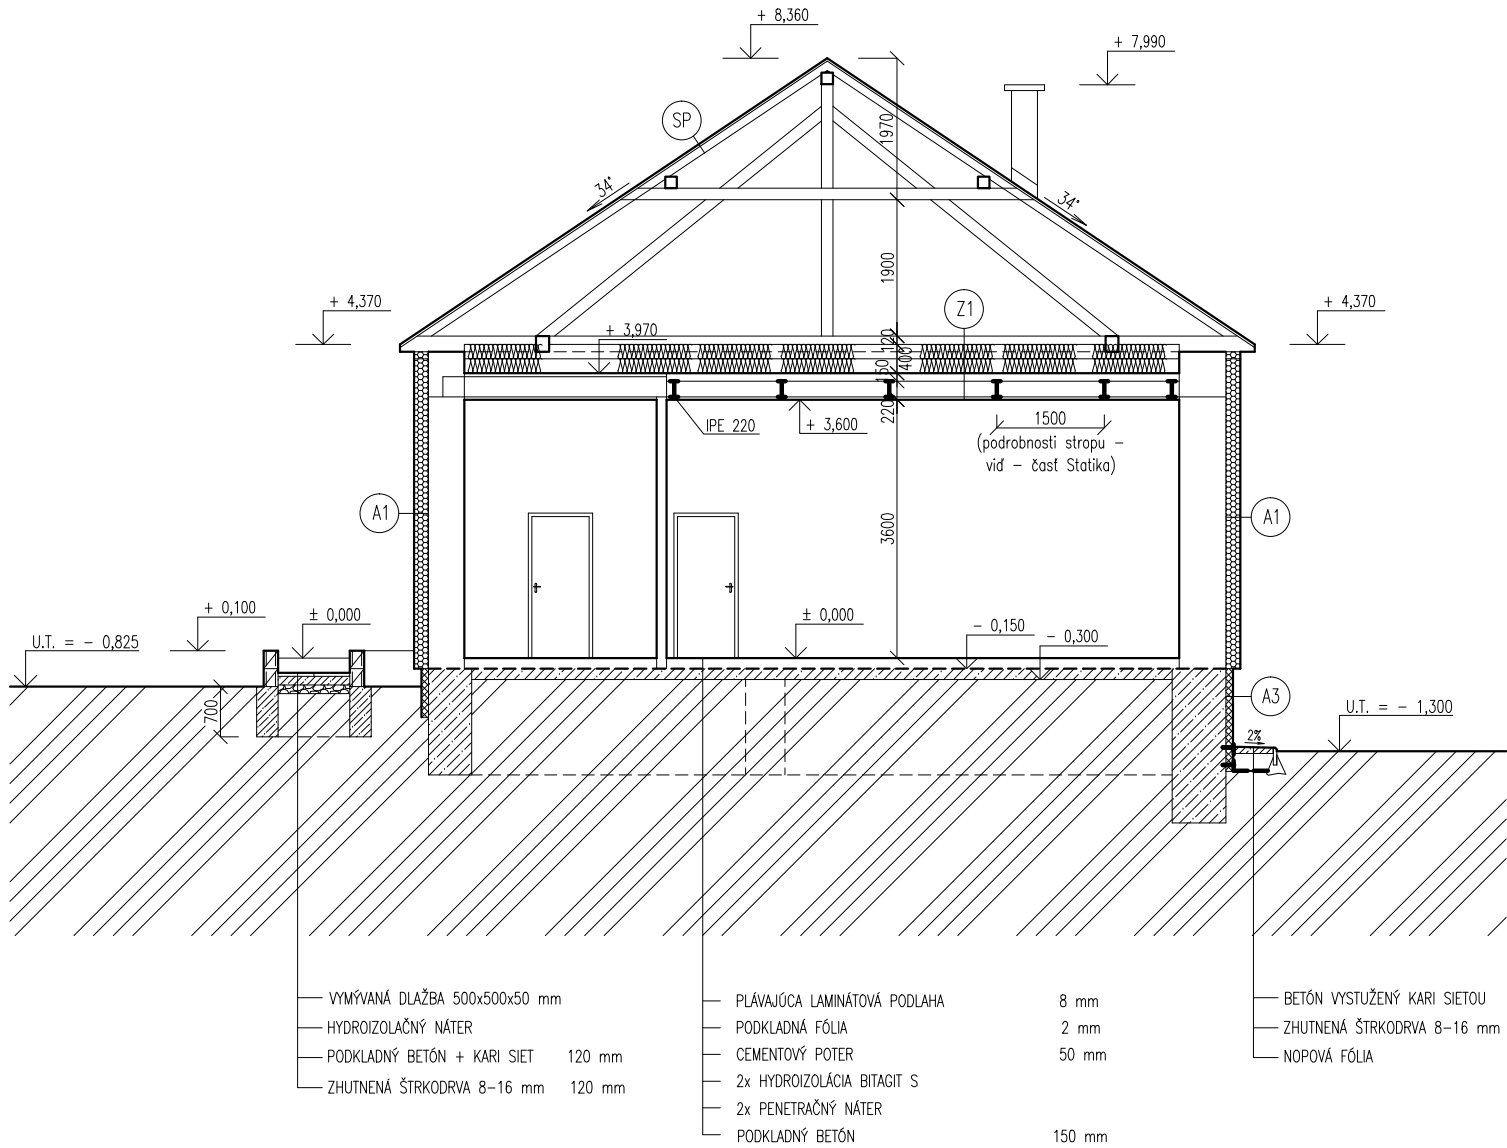 + 8,360
+ 7,990
SP
1970
34°
34°
1900
+ 4,370
Z1
+ 4,370
+ 3,970
120
400
150
220
IPE 220
+ 3,600
1500
(podrobnosti stropu –
viď – časť Statika)
A1
A1
3600
+ 0,100
± 0,000
± 0,000
- 0,150
- 0,300
U.T. = - 0,825
A3
700
U.T. = - 1,300
2%
VYMÝVANÁ DLAŽBA 500x500x50 mm
HYDROIZOLAČNÝ NÁTER
PODKLADNÝ BETÓN + KARI SIET 120 mm
ZHUTNENÁ ŠTRKODRVA 8-16 mm 120 mm
PLÁVAJÚCA LAMINÁTOVÁ PODLAHA 8 mm
PODKLADNÁ FÓLIA 2 mm
CEMENTOVÝ POTER 50 mm
2x HYDROIZOLÁCIA BITAGIT S
2x PENETRAČNÝ NÁTER
PODKLADNÝ BETÓN 150 mm
BETÓN VYSTUŽENÝ KARI SIETOU
ZHUTNENÁ ŠTRKODRVA 8-16 mm
NOPOVÁ FÓLIA